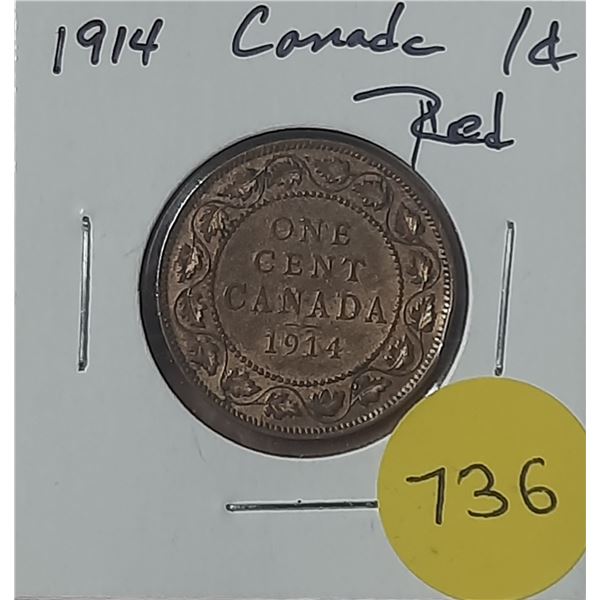 1914 Canada 1¢
Red
ONE
CENT
CANADA
1914
736